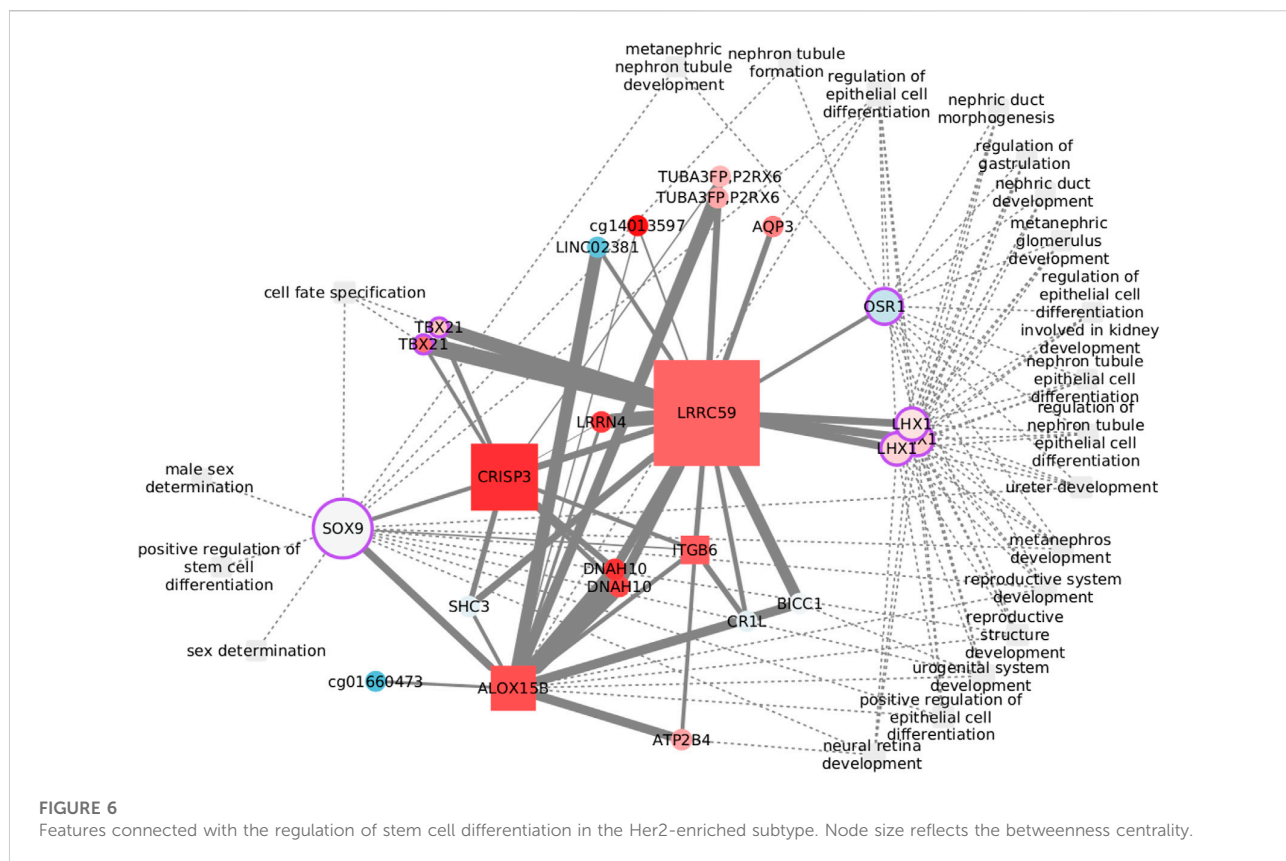 metanephric
nephron tubule
development
nephron tubule
formation
regulation of
epithelial cell
differentiation
nephric duct
morphogenesis
regulation of
gastrulation
nephric duct
development
metanephric
glomerulus
development
regulation of
epithelial cell
differentiation
involved in kidney
development
nephron tubule
epithelial cell
differentiation
regulation of
nephron tubule
epithelial cell
differentiation
ureter development
metanephros
development
reproductive system
development
reproductive
structure
development
urogenital system
development
positive regulation of
epithelial cell
differentiation
neural retina
development
TUBA3FP,P2RX6
TUBA3FP,P2RX6
cg14013597
AQP3
LINC02381
cell fate specification
TBX21
TBX21
OSR1
LRRC59
LRRN4
LHX1
LHX1
X1
CRISP3
male sex
determination
SOX9
positive regulation of
stem cell
differentiation
ITGB6
DNAH10
DNAH10
SHC3
BICC1
CR1L
sex determination
cg01660473
ALOX15B
ATP2B4
FIGURE 6
Features connected with the regulation of stem cell differentiation in the Her2-enriched subtype. Node size reflects the betweenness centrality.